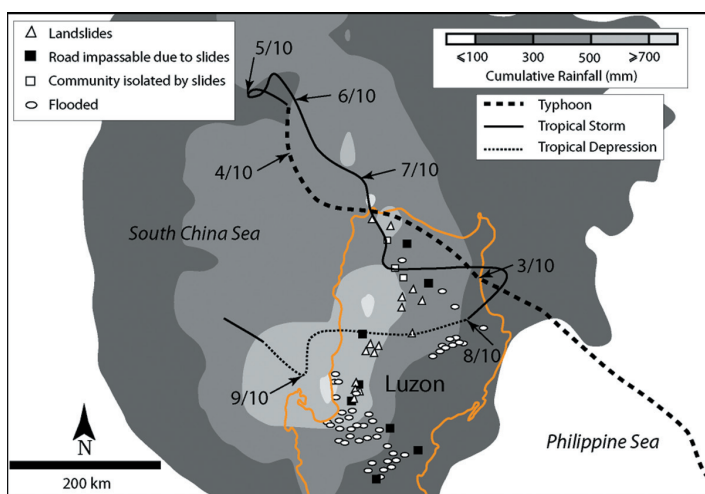 Landslides
Road impassable due to slides
Community isolated by slides
Flooded
⩽100 300 500 ⩾700
Cumulative Rainfall (mm)
Typhoon
Tropical Storm
Tropical Depression
5/10
6/10
4/10
7/10
South China Sea
3/10
8/10
9/10
Luzon
N
200 km
Philippine Sea